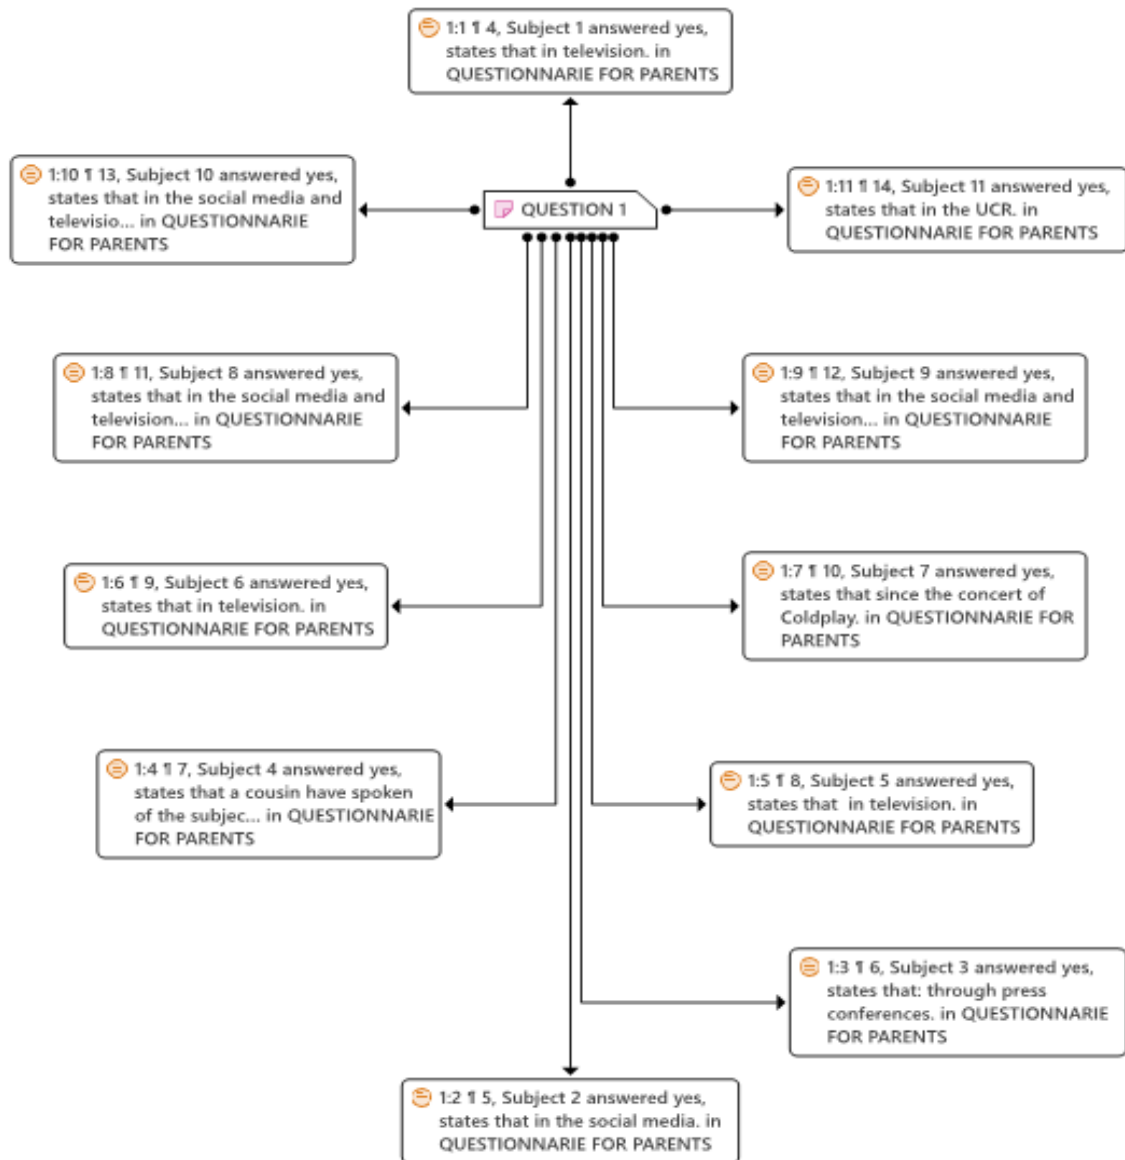 1:1 ¶ 4, Subject 1 answered yes,
states that in television. in
QUESTIONNARIE FOR PARENTS
1:10 ¶ 13, Subject 10 answered yes,
states that in the social media and
televisio... in QUESTIONNARIE
FOR PARENTS
QUESTION 1
1:11 ¶ 14, Subject 11 answered yes,
states that in the UCR. in
QUESTIONNARIE FOR PARENTS
1:8 ¶ 11, Subject 8 answered yes,
states that in the social media and
television... in QUESTIONNARIE
FOR PARENTS
1:9 ¶ 12, Subject 9 answered yes,
states that in the social media and
television... in QUESTIONNARIE
FOR PARENTS
1:6 ¶ 9, Subject 6 answered yes,
states that in television. in
QUESTIONNARIE FOR PARENTS
1:7 ¶ 10, Subject 7 answered yes,
states that since the concert of
Coldplay. in QUESTIONNARIE FOR
PARENTS
1:4 ¶ 7, Subject 4 answered yes,
states that a cousin have spoken
of the subjec... in QUESTIONNARIE
FOR PARENTS
1:5 ¶ 8, Subject 5 answered yes,
states that in television. in
QUESTIONNARIE FOR PARENTS
1:3 ¶ 6, Subject 3 answered yes,
states that: through press
conferences. in QUESTIONNARIE
FOR PARENTS
1:2 ¶ 5, Subject 2 answered yes,
states that in the social media. in
QUESTIONNARIE FOR PARENTS